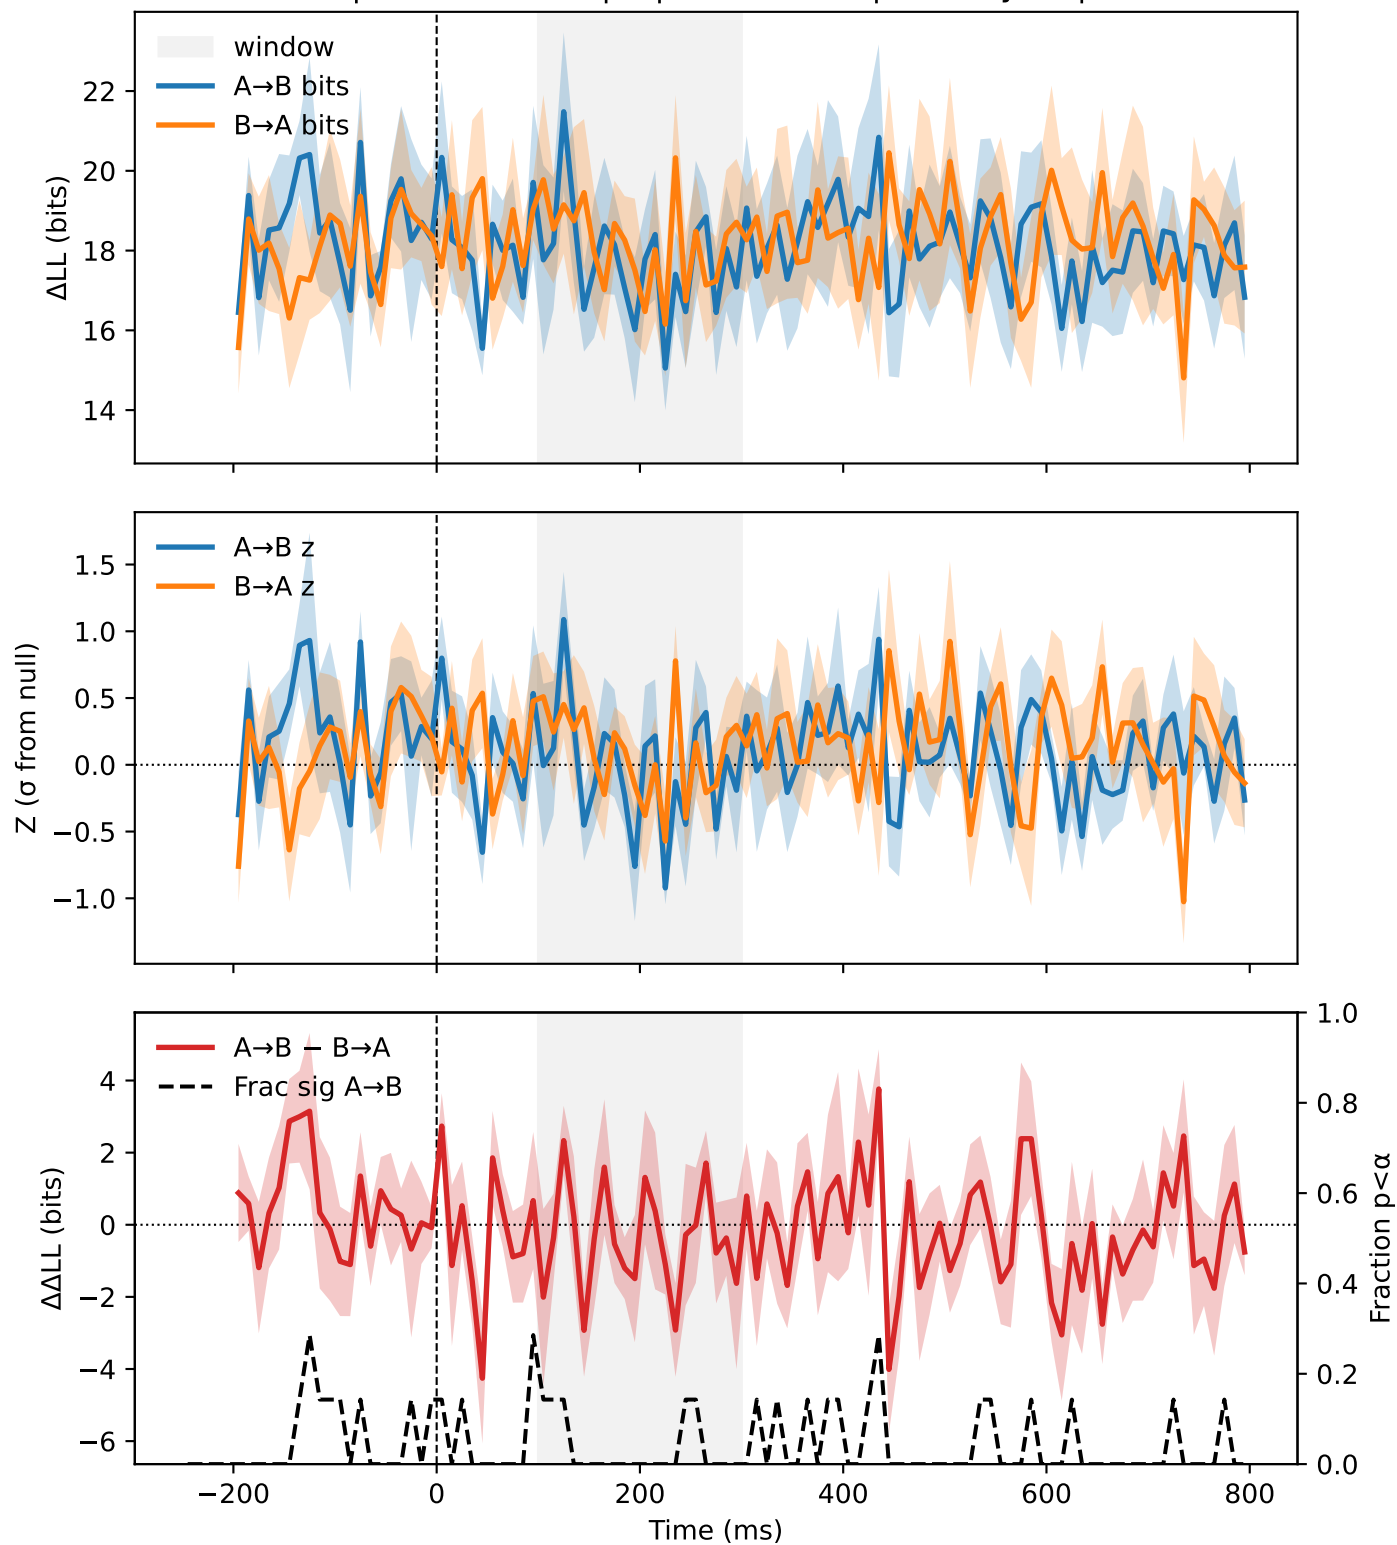 window
A→B bits
B→A bits
22
20
18
16
14
ΔLL (bits)
A→B z
B→A z
1.5
1.0
0.5
0.0
−0.5
−1.0
Z (σ from null)
A→B − B→A
Frac sig A→B
4
2
0
−2
−4
−6
ΔΔLL (bits)
1.0
0.8
0.6
0.4
0.2
0.0
Fraction p<α
−200 0 200 400 600 800
Time (ms)